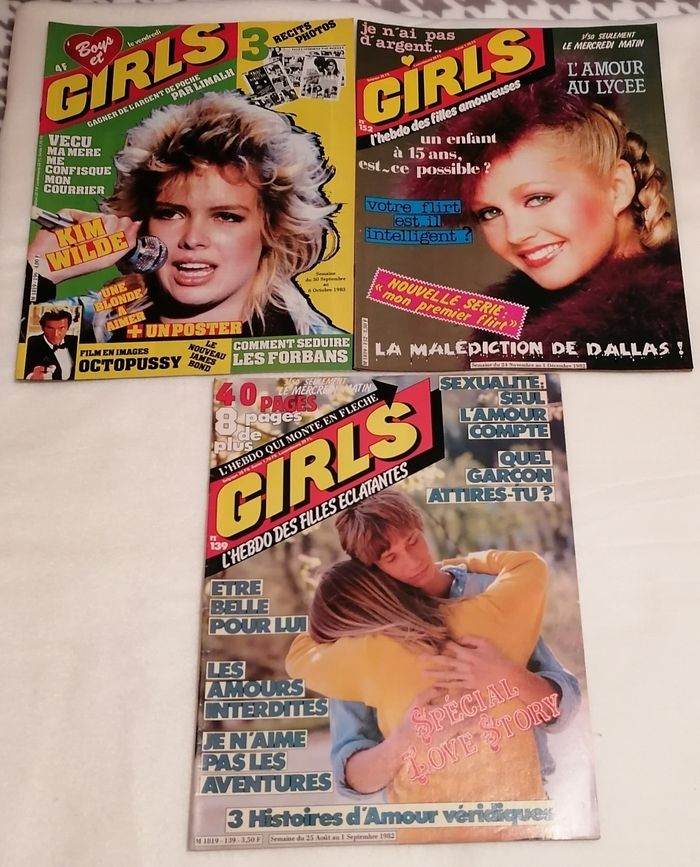 Boys
et
le vendredi
GIRLS
4F
GAGNER DE L'ARGENT DE POCHE
PAR LIMALH
3 RECITS
PHOTOS
VECU
MA MERE
ME
CONFISQUE
MON
COURRIER
KIM
WILDE
UNE
BLONDE
A
AIMER
+ UN POSTER
Semaine
du 30 Septembre
au
6 Octobre 1983
FILM EN IMAGES
OCTOPUSSY
LE
NOUVEAU
JAMES
BOND
COMMENT SEDUIRE
LES FORBANS
je n'ai pas
d'argent..
3f50 SEULEMENT
LE MERCREDI MATIN
GIRLS
n° 152
l'hebdo des filles amoureuses
L'AMOUR
AU LYCEE
un enfant
à 15 ans,
est-ce possible?
votre flirt
est il
intelligent?
NOUVELLE SERIE:
« mon premier flirt »
LA MALÉDICTION DE DALLAS!
Semaine du 24 Novembre au 1 Décembre 1982
40
PAGES
8 pages
de
plus
3f50 SEULEMENT
LE MERCREDI MATIN
L'HEBDO QUI MONTE EN FLECHE
GIRLS
n° 139
L'HEBDO DES FILLES ECLATANTES
SEXUALITE:
SEUL
L'AMOUR
COMPTE
QUEL
GARCON
ATTIRES-TU?
ETRE
BELLE
POUR LUI
LES
AMOURS
INTERDITES
JE N'AIME
PAS LES
AVENTURES
SPÉCIAL
LOVE STORY
3 Histoires d'Amour véridiques
M 1819 - 139 - 3,50 F
Semaine du 25 Août au 1 Septembre 1982